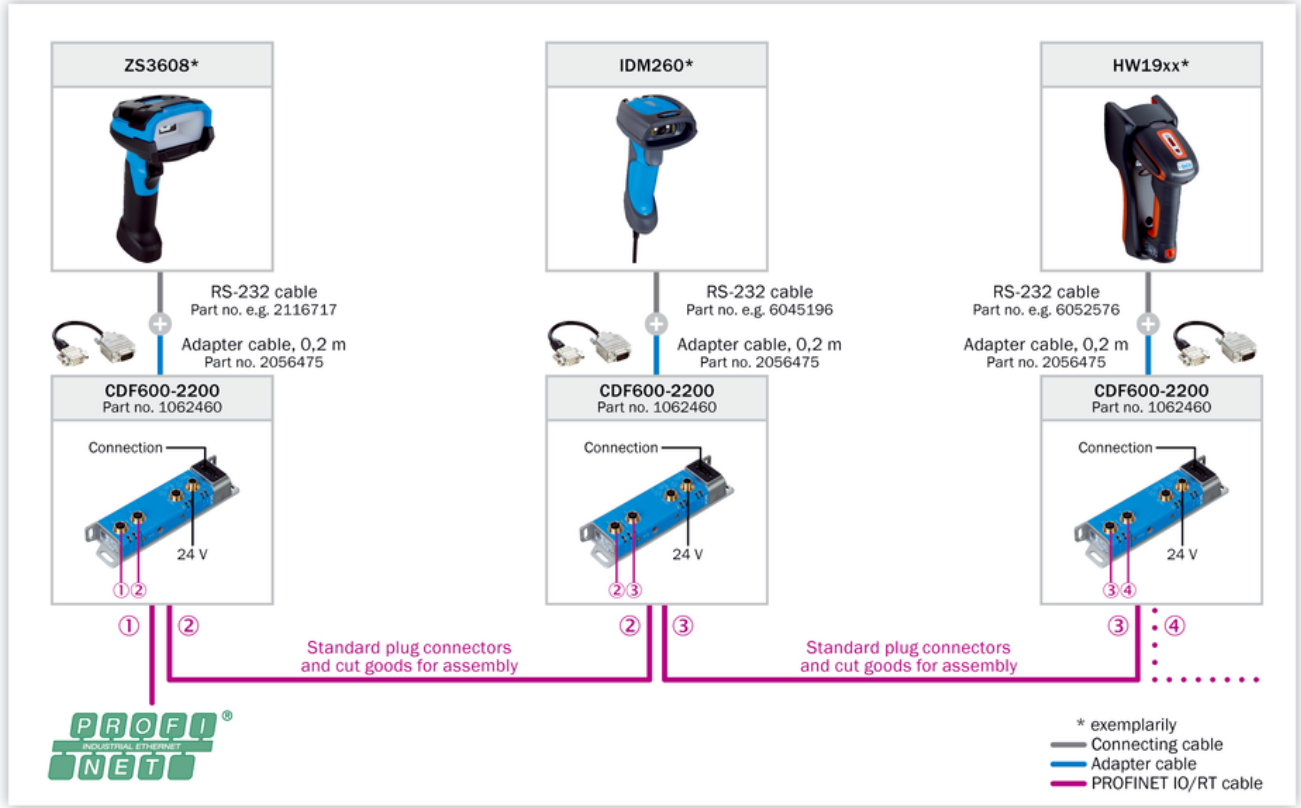 ZS3608*
IDM260*
HW19xx*
RS-232 cable
Part no. e.g. 2116717
Adapter cable, 0,2 m
Part no. 2056475
RS-232 cable
Part no. e.g. 6045196
Adapter cable, 0,2 m
Part no. 2056475
RS-232 cable
Part no. e.g. 6052576
Adapter cable, 0,2 m
Part no. 2056475
CDF600-2200
Part no. 1062460
Connection
24 V
①②
CDF600-2200
Part no. 1062460
Connection
24 V
②③
CDF600-2200
Part no. 1062460
Connection
24 V
③④
① ②
② ③
③ ④
Standard plug connectors
and cut goods for assembly
Standard plug connectors
and cut goods for assembly
PROFI®
INDUSTRIAL ETHERNET
NET
* exemplarily
Connecting cable
Adapter cable
PROFINET IO/RT cable